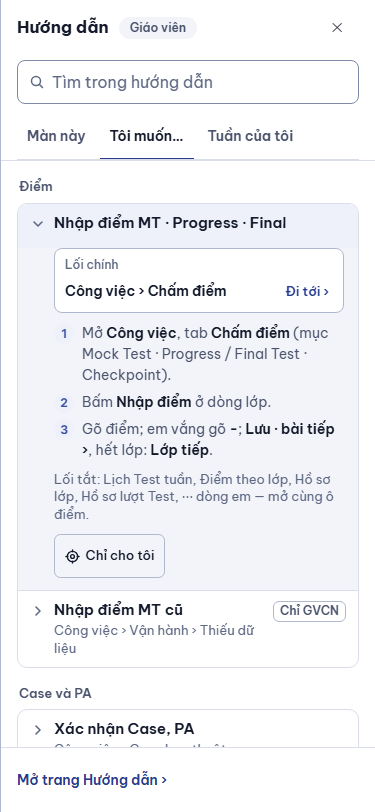 Hướng dẫn Giáo viên
Tìm trong hướng dẫn
Màn này Tôi muốn... Tuần của tôi
Điểm
Nhập điểm MT · Progress · Final
Lối chính
Công việc › Chấm điểm Đi tới ›
1 Mở Công việc, tab Chấm điểm (mục
Mock Test · Progress / Final Test ·
Checkpoint).
2 Bấm Nhập điểm ở dòng lớp.
3 Gõ điểm; em vắng gõ -; Lưu · bài tiếp
›, hết lớp: Lớp tiếp.
Lối tắt: Lịch Test tuần, Điểm theo lớp, Hồ sơ
lớp, Hồ sơ lượt Test, ··· dòng em — mở cùng ô
điểm.
Chỉ cho tôi
Nhập điểm MT cũ Chỉ GVCN
Công việc › Vận hành › Thiếu dữ
liệu
Case và PA
Xác nhận Case, PA
Mở trang Hướng dẫn ›